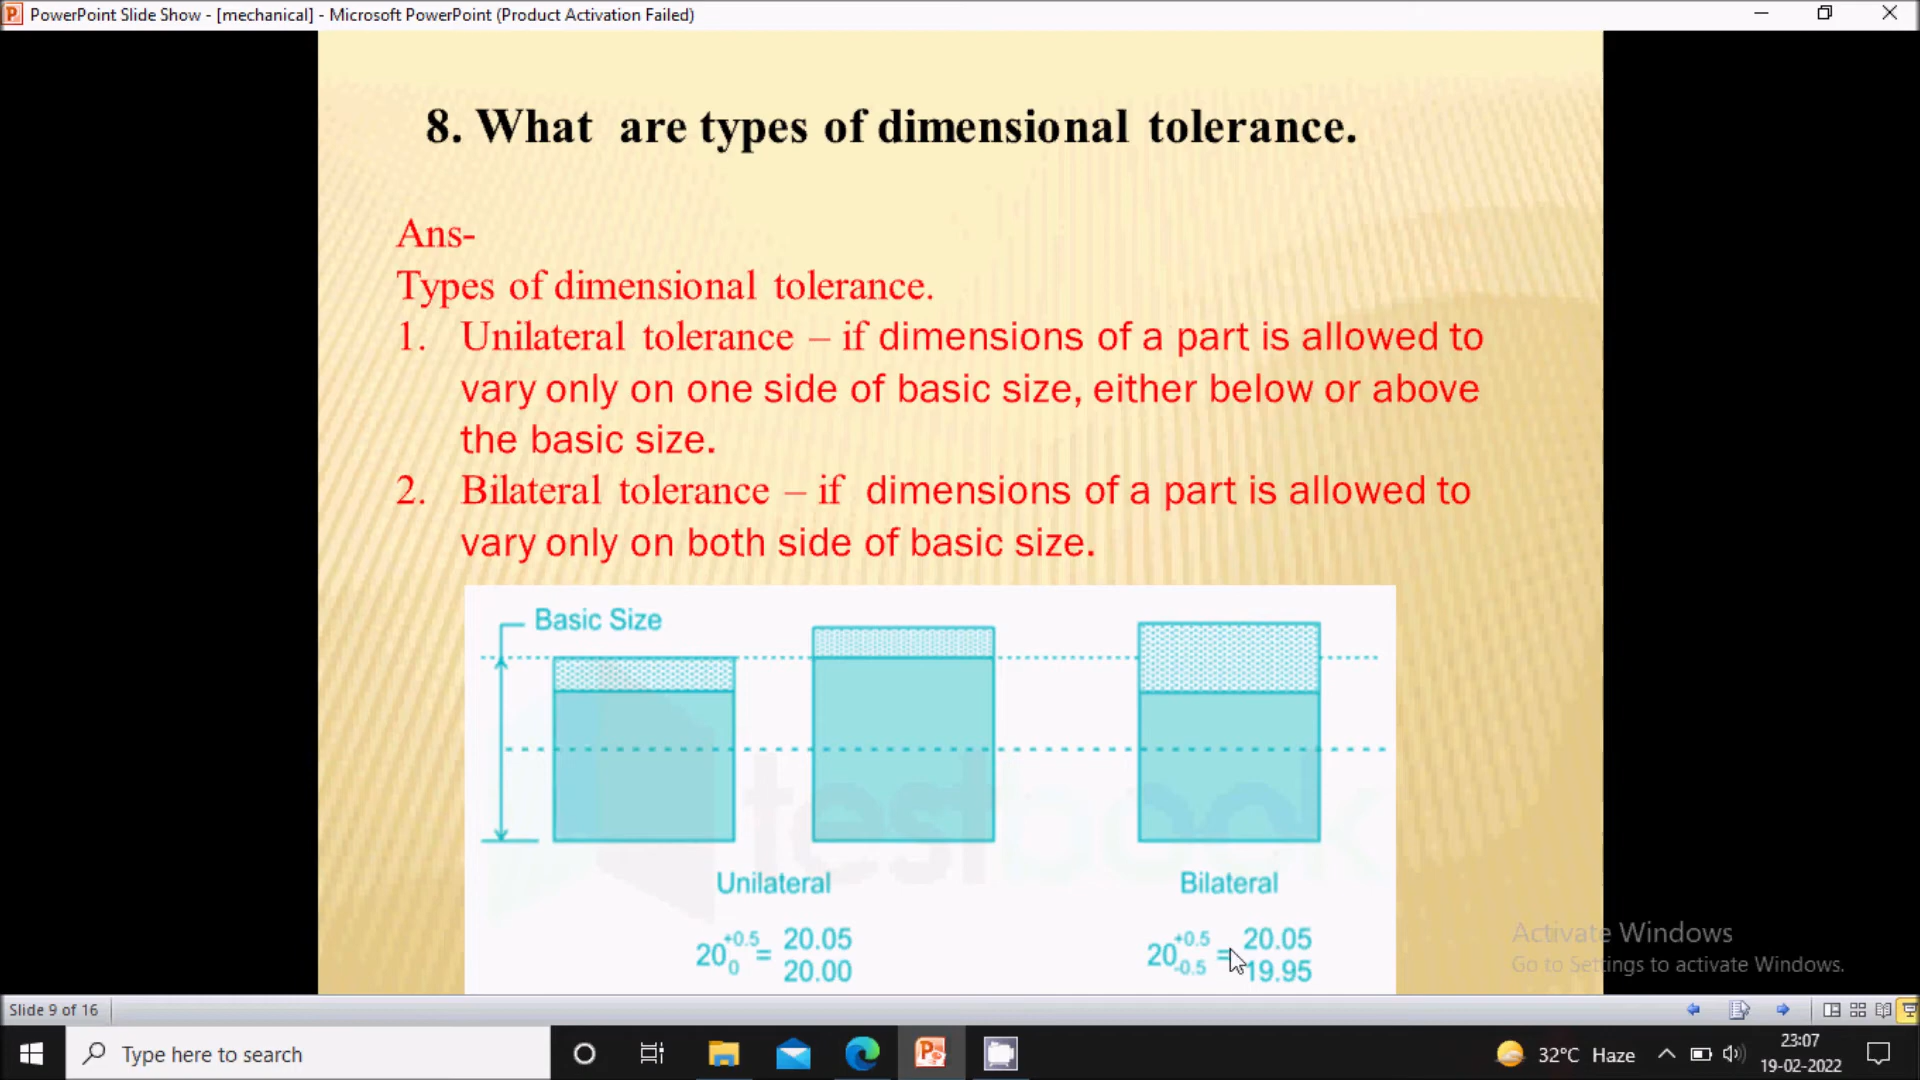 PowerPoint Slide Show - [mechanical] - Microsoft PowerPoint (Product Activation Failed)
8. What are types of dimensional tolerance.
Ans-
Types of dimensional tolerance.
1. Unilateral tolerance – if dimensions of a part is allowed to
vary only on one side of basic size, either below or above
the basic size.
2. Bilateral tolerance – if dimensions of a part is allowed to
vary only on both side of basic size.
Basic Size
testbook
Unilateral
Bilateral
20 +0.5 0 = 20.05 20.00
20 +0.5 -0.5 = 20.05 19.95
Activate Windows
Go to Settings to activate Windows.
Slide 9 of 16
Type here to search
32°C Haze
23:07
19-02-2022